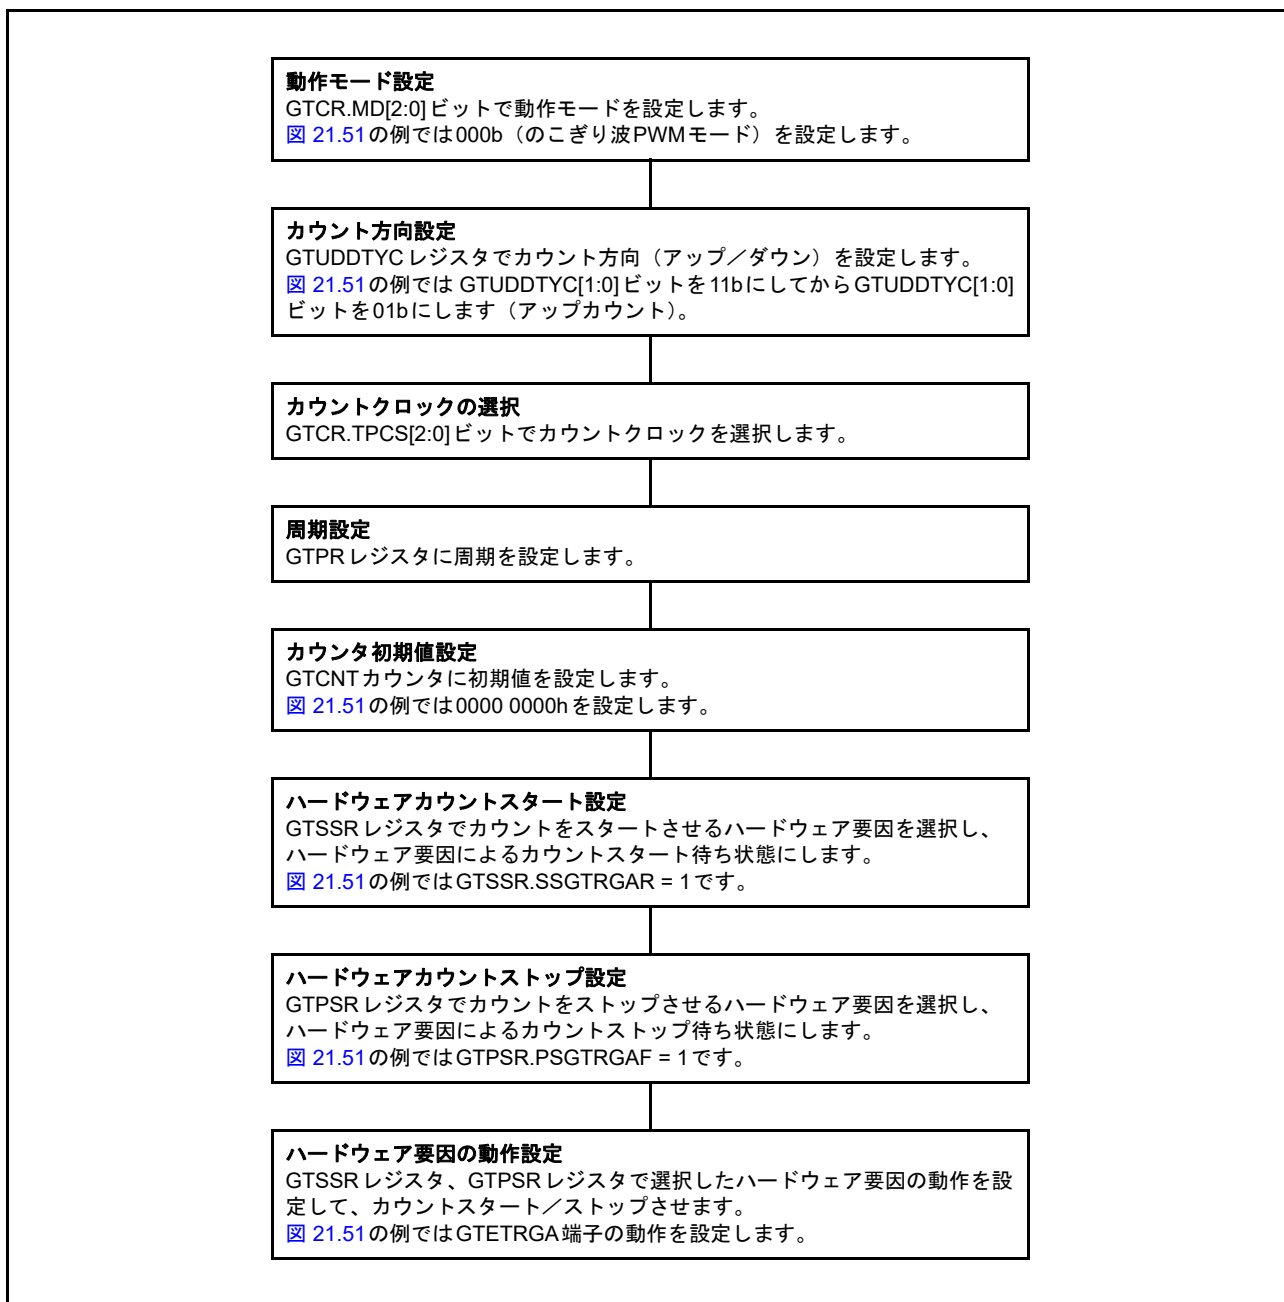 動作モード設定
GTCR.MD[2:0]ビットで動作モードを設定します。
図 21.51の例では000b（のこぎり波PWMモード）を設定します。
カウント方向設定
GTUDDTYCレジスタでカウント方向（アップ／ダウン）を設定します。
図 21.51の例では GTUDDTYC[1:0]ビットを11bにしてからGTUDDTYC[1:0]
ビットを01bにします（アップカウント）。
カウントクロックの選択
GTCR.TPCS[2:0]ビットでカウントクロックを選択します。
周期設定
GTPRレジスタに周期を設定します。
カウンタ初期値設定
GTCNTカウンタに初期値を設定します。
図 21.51の例では0000 0000hを設定します。
ハードウェアカウントスタート設定
GTSSRレジスタでカウントをスタートさせるハードウェア要因を選択し、
ハードウェア要因によるカウントスタート待ち状態にします。
図 21.51の例ではGTSSR.SSGTRGAR = 1です。
ハードウェアカウントストップ設定
GTPSRレジスタでカウントをストップさせるハードウェア要因を選択し、
ハードウェア要因によるカウントストップ待ち状態にします。
図 21.51の例ではGTPSR.PSGTRGAF = 1です。
ハードウェア要因の動作設定
GTSSRレジスタ、GTPSRレジスタで選択したハードウェア要因の動作を設
定して、カウントスタート／ストップさせます。
図 21.51の例ではGTETRGA端子の動作を設定します。